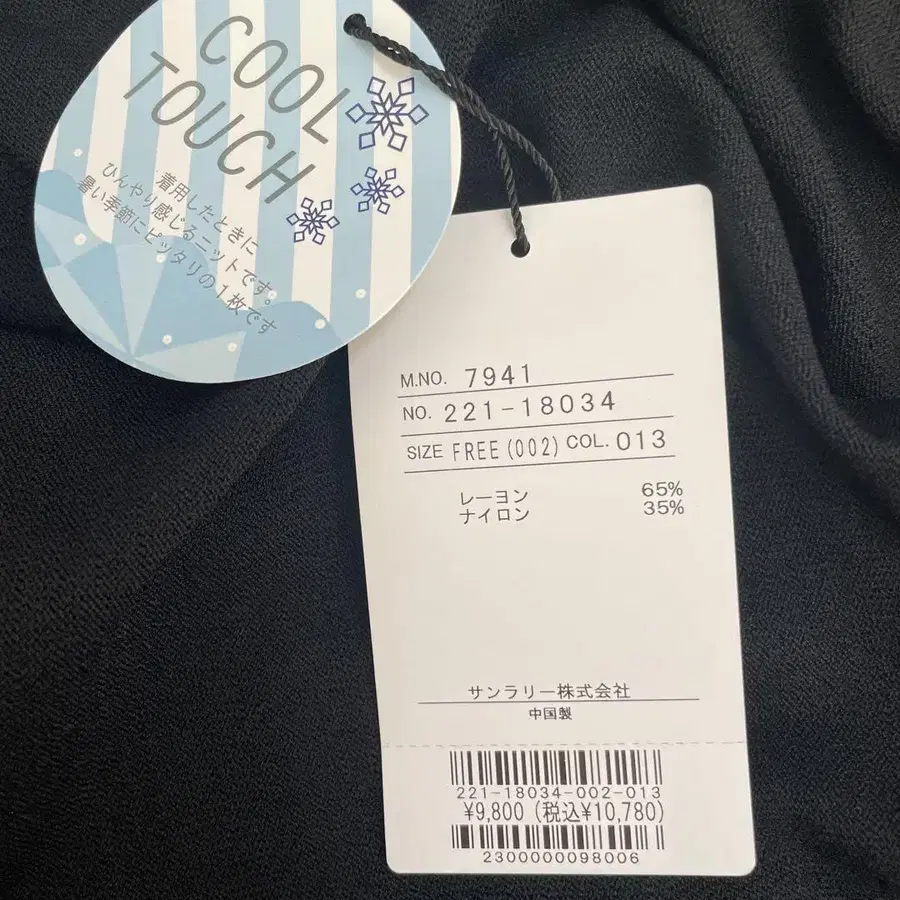 COOL
TOUCH
着用したときに
ひんやり感じるニットです。
暑い季節にピッタリの1枚です
M.NO. 7941
NO. 221-18034
SIZE FREE(002) COL. 013
レーヨン 65%
ナイロン 35%
サンラリー株式会社
中国製
221-18034-002-013
¥9,800 (税込¥10,780)
2300000098006